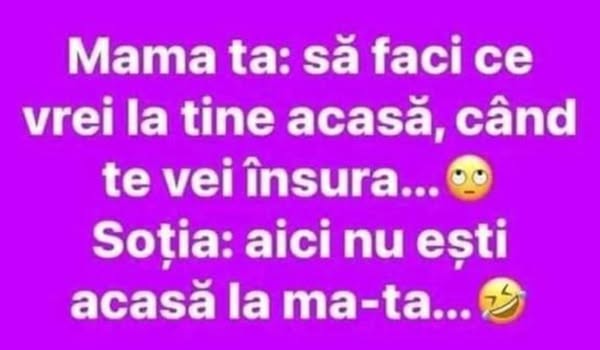 Mama ta: să faci ce
vrei la tine acasă, când
te vei însura...🙄
Soția: aici nu ești
acasă la ma-ta...🤣